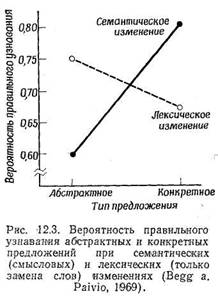 Вероятность правильного
узнавания
0,80
0,75
0,70
0,65
0,60
Семантическое
изменение
Лексическое
изменение
Абстрактное
Конкретное
Тип предложения
Рис. 12.3. Вероятность правильного
узнавания абстрактных и конкретных
предложений при семантических
(смысловых) и лексических (только
замена слов) изменениях (Begg a.
Paivio, 1969).